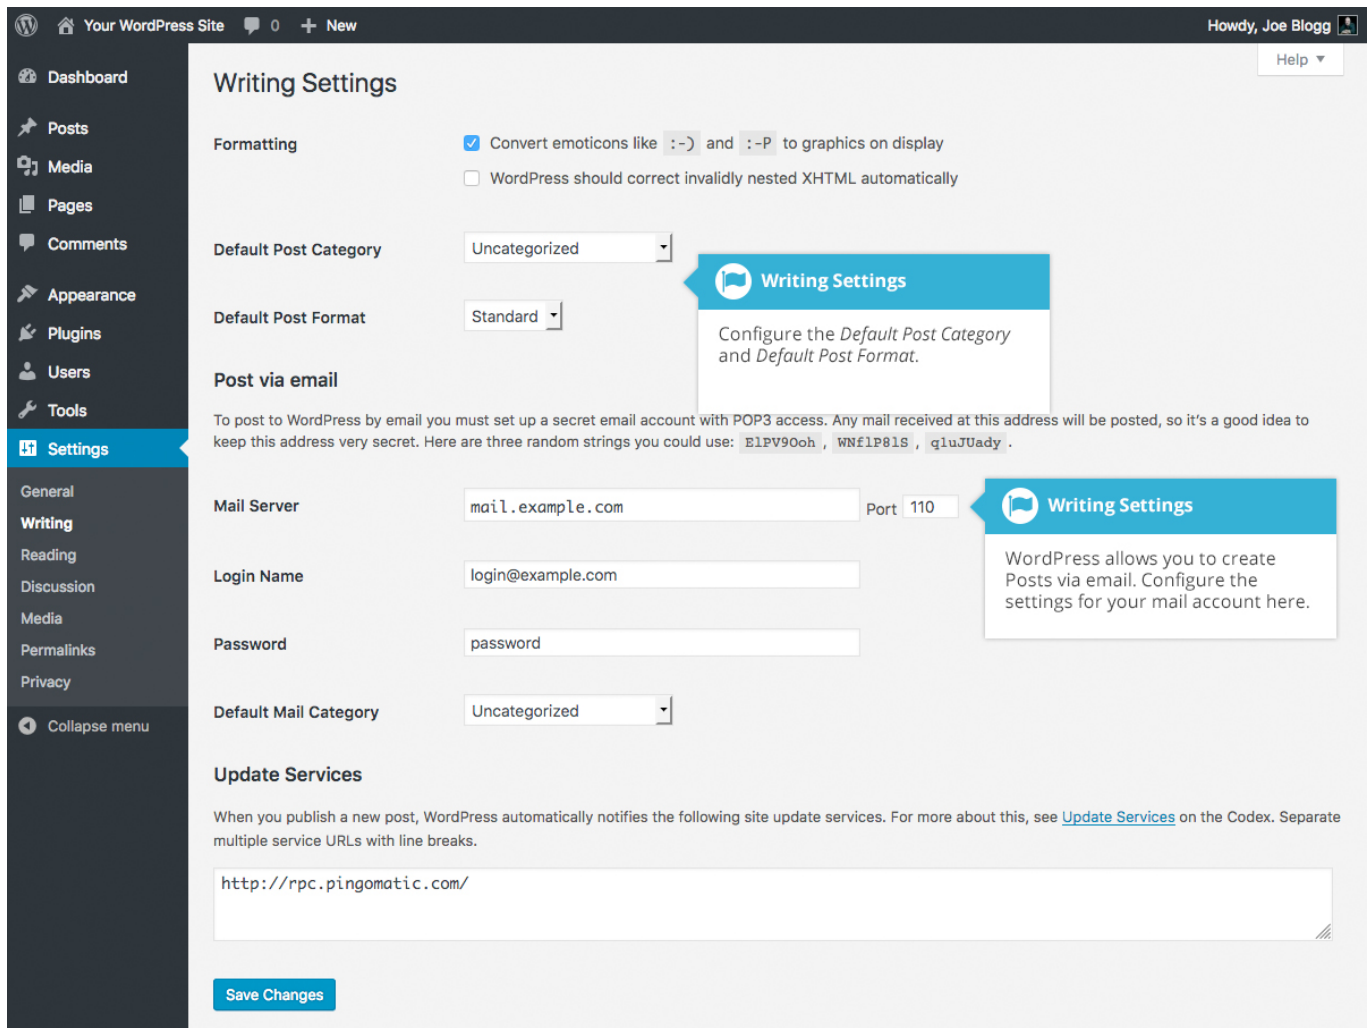 Your WordPress Site 0 + New Howdy, Joe Blogg
Help
Dashboard
Posts
Media
Pages
Comments
Appearance
Plugins
Users
Tools
Settings
General
Writing
Reading
Discussion
Media
Permalinks
Privacy
Collapse menu
Writing Settings
Formatting
Convert emoticons like :-) and :-P to graphics on display
WordPress should correct invalidly nested XHTML automatically
Default Post Category Uncategorized
Default Post Format Standard
Writing Settings
Configure the Default Post Category
and Default Post Format.
Post via email
To post to WordPress by email you must set up a secret email account with POP3 access. Any mail received at this address will be posted, so it's a good idea to
keep this address very secret. Here are three random strings you could use: ElPV9Ooh , WNflP8lS , q1uJUady .
Mail Server mail.example.com Port 110
Writing Settings
WordPress allows you to create
Posts via email. Configure the
settings for your mail account here.
Login Name login@example.com
Password password
Default Mail Category Uncategorized
Update Services
When you publish a new post, WordPress automatically notifies the following site update services. For more about this, see Update Services on the Codex. Separate
multiple service URLs with line breaks.
http://rpc.pingomatic.com/
Save Changes